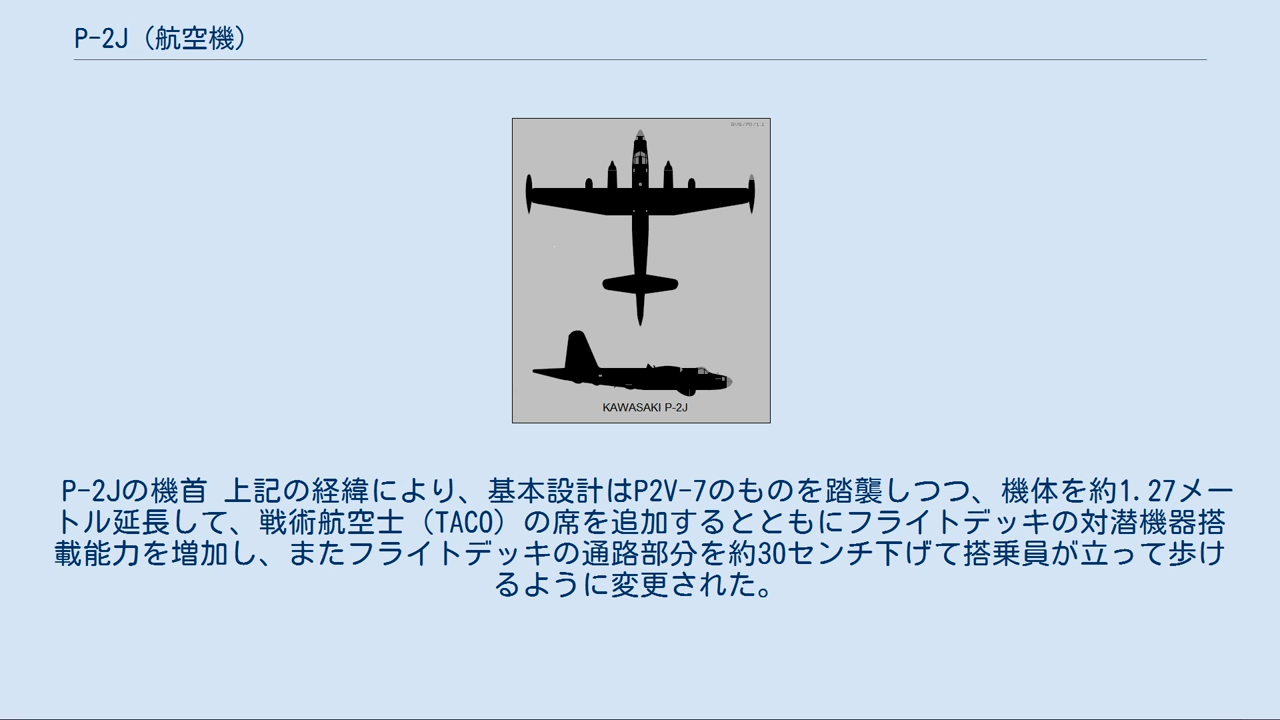 P-2J（航空機）
KAWASAKI P-2J
P-2Jの機首 上記の経緯により、基本設計はP2V-7のものを踏襲しつつ、機体を約1.27メー
トル延長して、戦術航空士（TACO）の席を追加するとともにフライトデッキの対潜機器搭
載能力を増加し、またフライトデッキの通路部分を約30センチ下げて搭乗員が立って歩け
るように変更された。